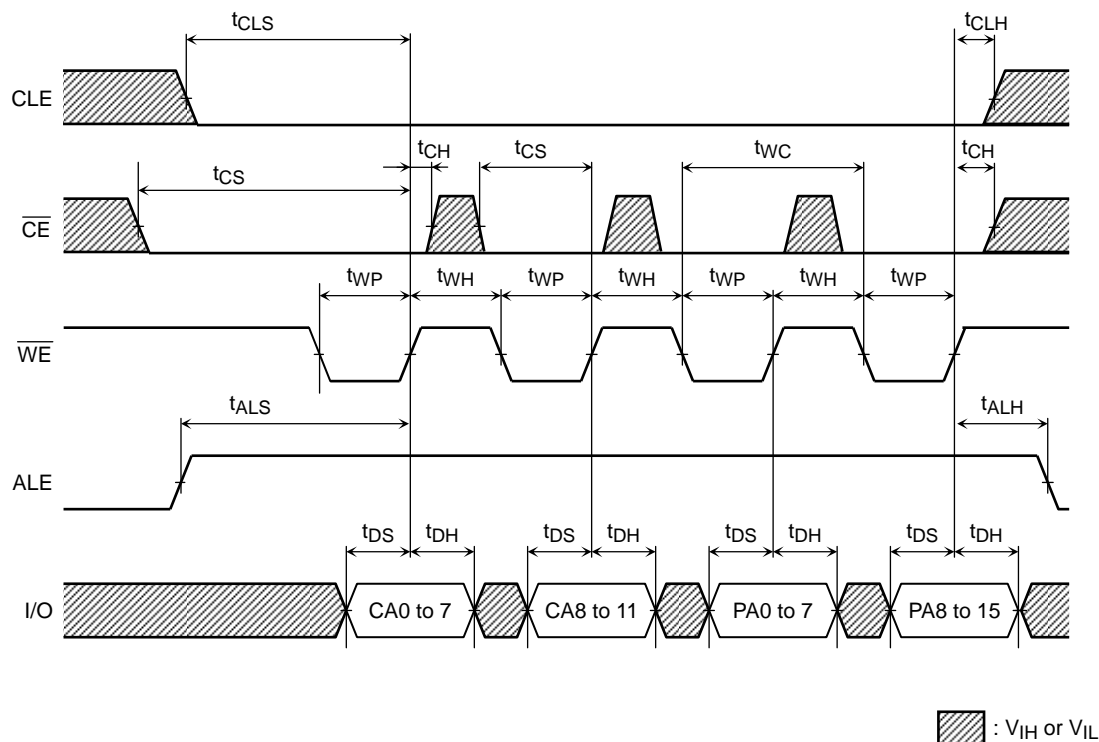 tCLS tCLH
CLE
tCH tCS tWC tCH
tCS
CE
tWP tWH tWP tWH tWP tWH tWP
WE
tALS tALH
ALE
tDS tDH tDS tDH tDS tDH tDS tDH
I/O CA0 to 7 CA8 to 11 PA0 to 7 PA8 to 15
: VIH or VIL